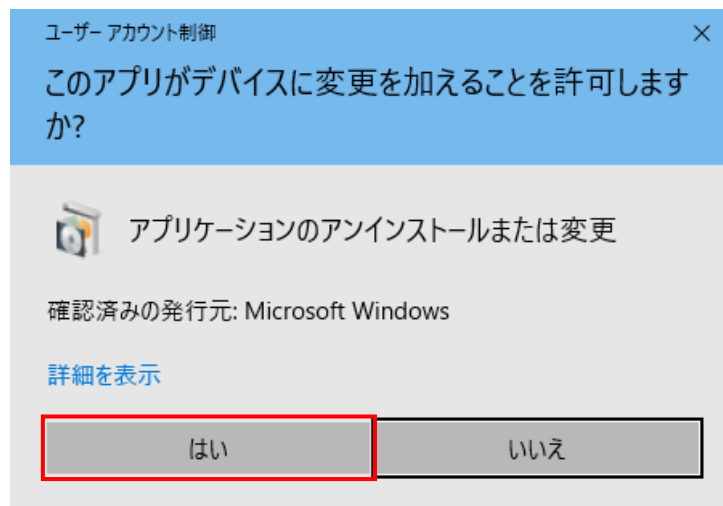 ユーザー アカウント制御
このアプリがデバイスに変更を加えることを許可します
か?
アプリケーションのアンインストールまたは変更
確認済みの発行元: Microsoft Windows
詳細を表示
はい
いいえ